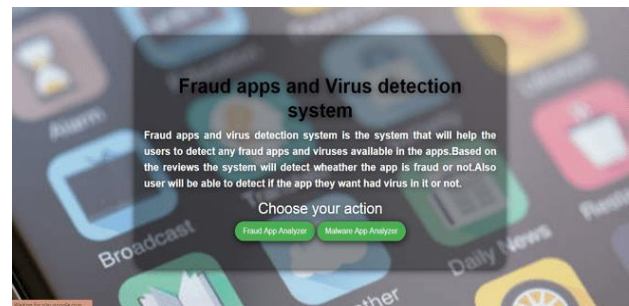 Fraud apps and Virus detection
system
Fraud apps and virus detection system is the system that will help the
users to detect any fraud apps and viruses available in the apps.Based on
the reviews the system will detect wheather the app is fraud or not.Also
user will be able to detect if the app they want had virus in it or not.
Choose your action
Fraud App Analyzer Malware App Analyzer
Alarm
Broadcast
Daily News